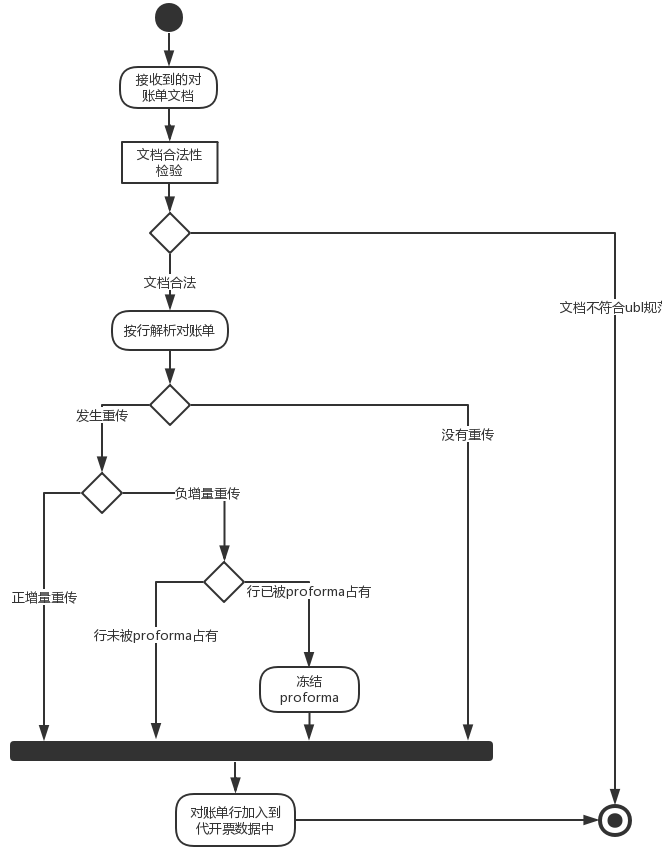 接收到的对
账单文档
文档合法性
检验
文档合法
文档不符合ubl规范
按行解析对账单
发生重传
没有重传
负增量重传
正增量重传
行已被proforma占有
行未被proforma占有
冻结
proforma
对账单行加入到
代开票数据中